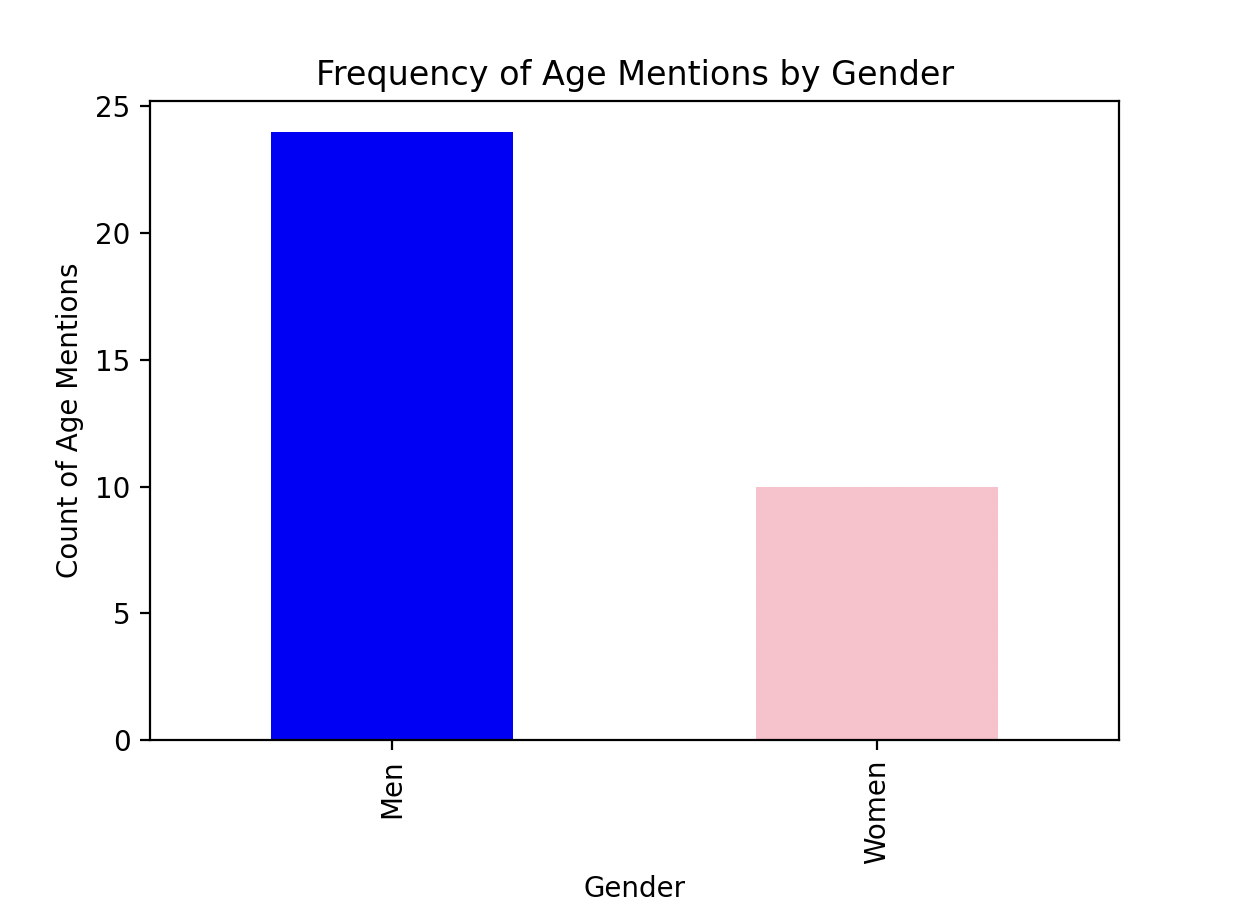 Frequency of Age Mentions by Gender
Count of Age Mentions
25
20
15
10
5
0
Men
Women
Gender